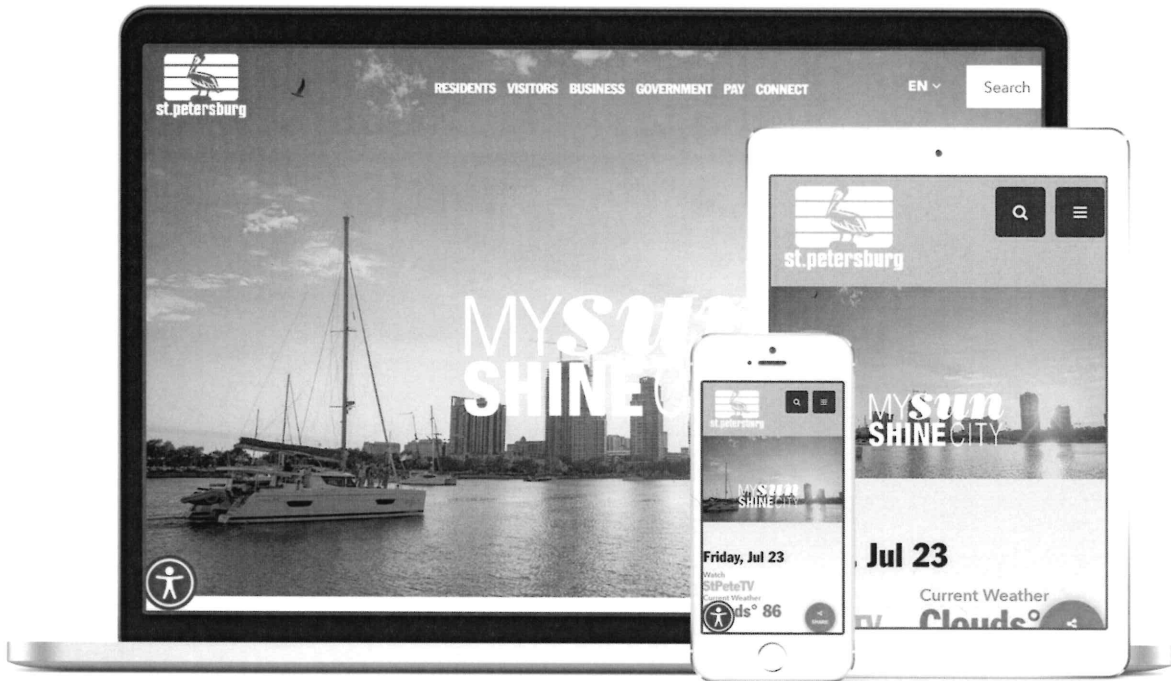 st.petersburg
RESIDENTS VISITORS BUSINESS GOVERNMENT PAY CONNECT
EN
Search
MY sun
SHINE
st.petersburg
MY sun
SHINE CITY
Jul 23
Current Weather
Clouds°
st.petersburg
MY sun
SHINE CITY
Friday, Jul 23
Watch
StPeteTV
Current Weather
86